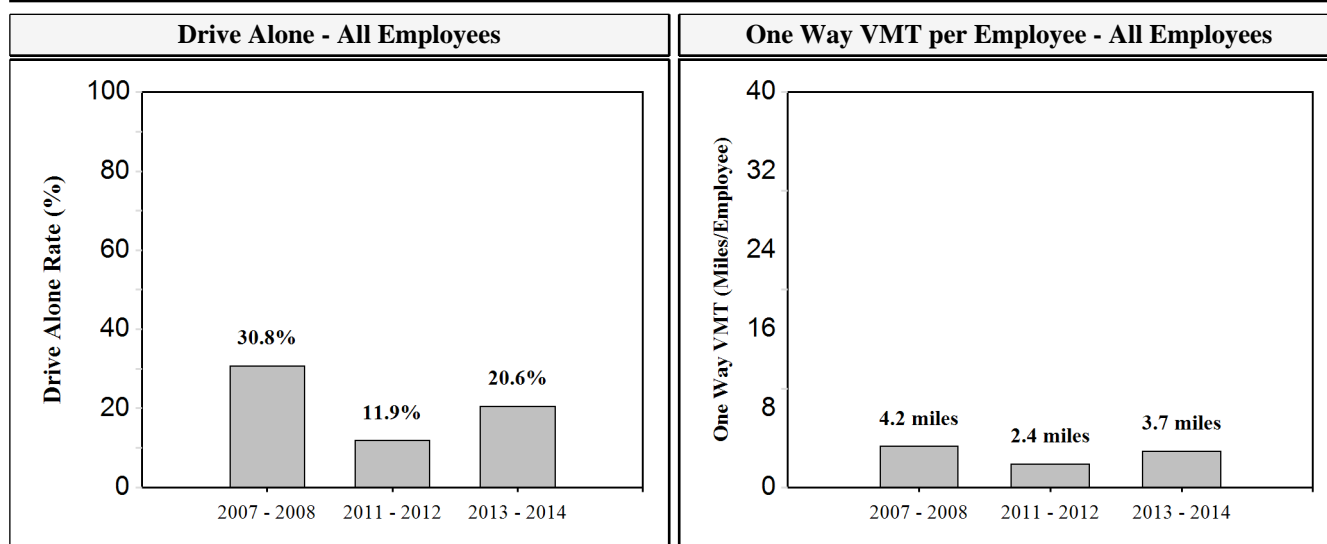 Drive Alone - All Employees
One Way VMT per Employee - All Employees
Drive Alone Rate (%)
100
80
60
40
20
0
30.8%
11.9%
20.6%
2007 - 2008
2011 - 2012
2013 - 2014
One Way VMT (Miles/Employee)
40
32
24
16
8
0
4.2 miles
2.4 miles
3.7 miles
2007 - 2008
2011 - 2012
2013 - 2014